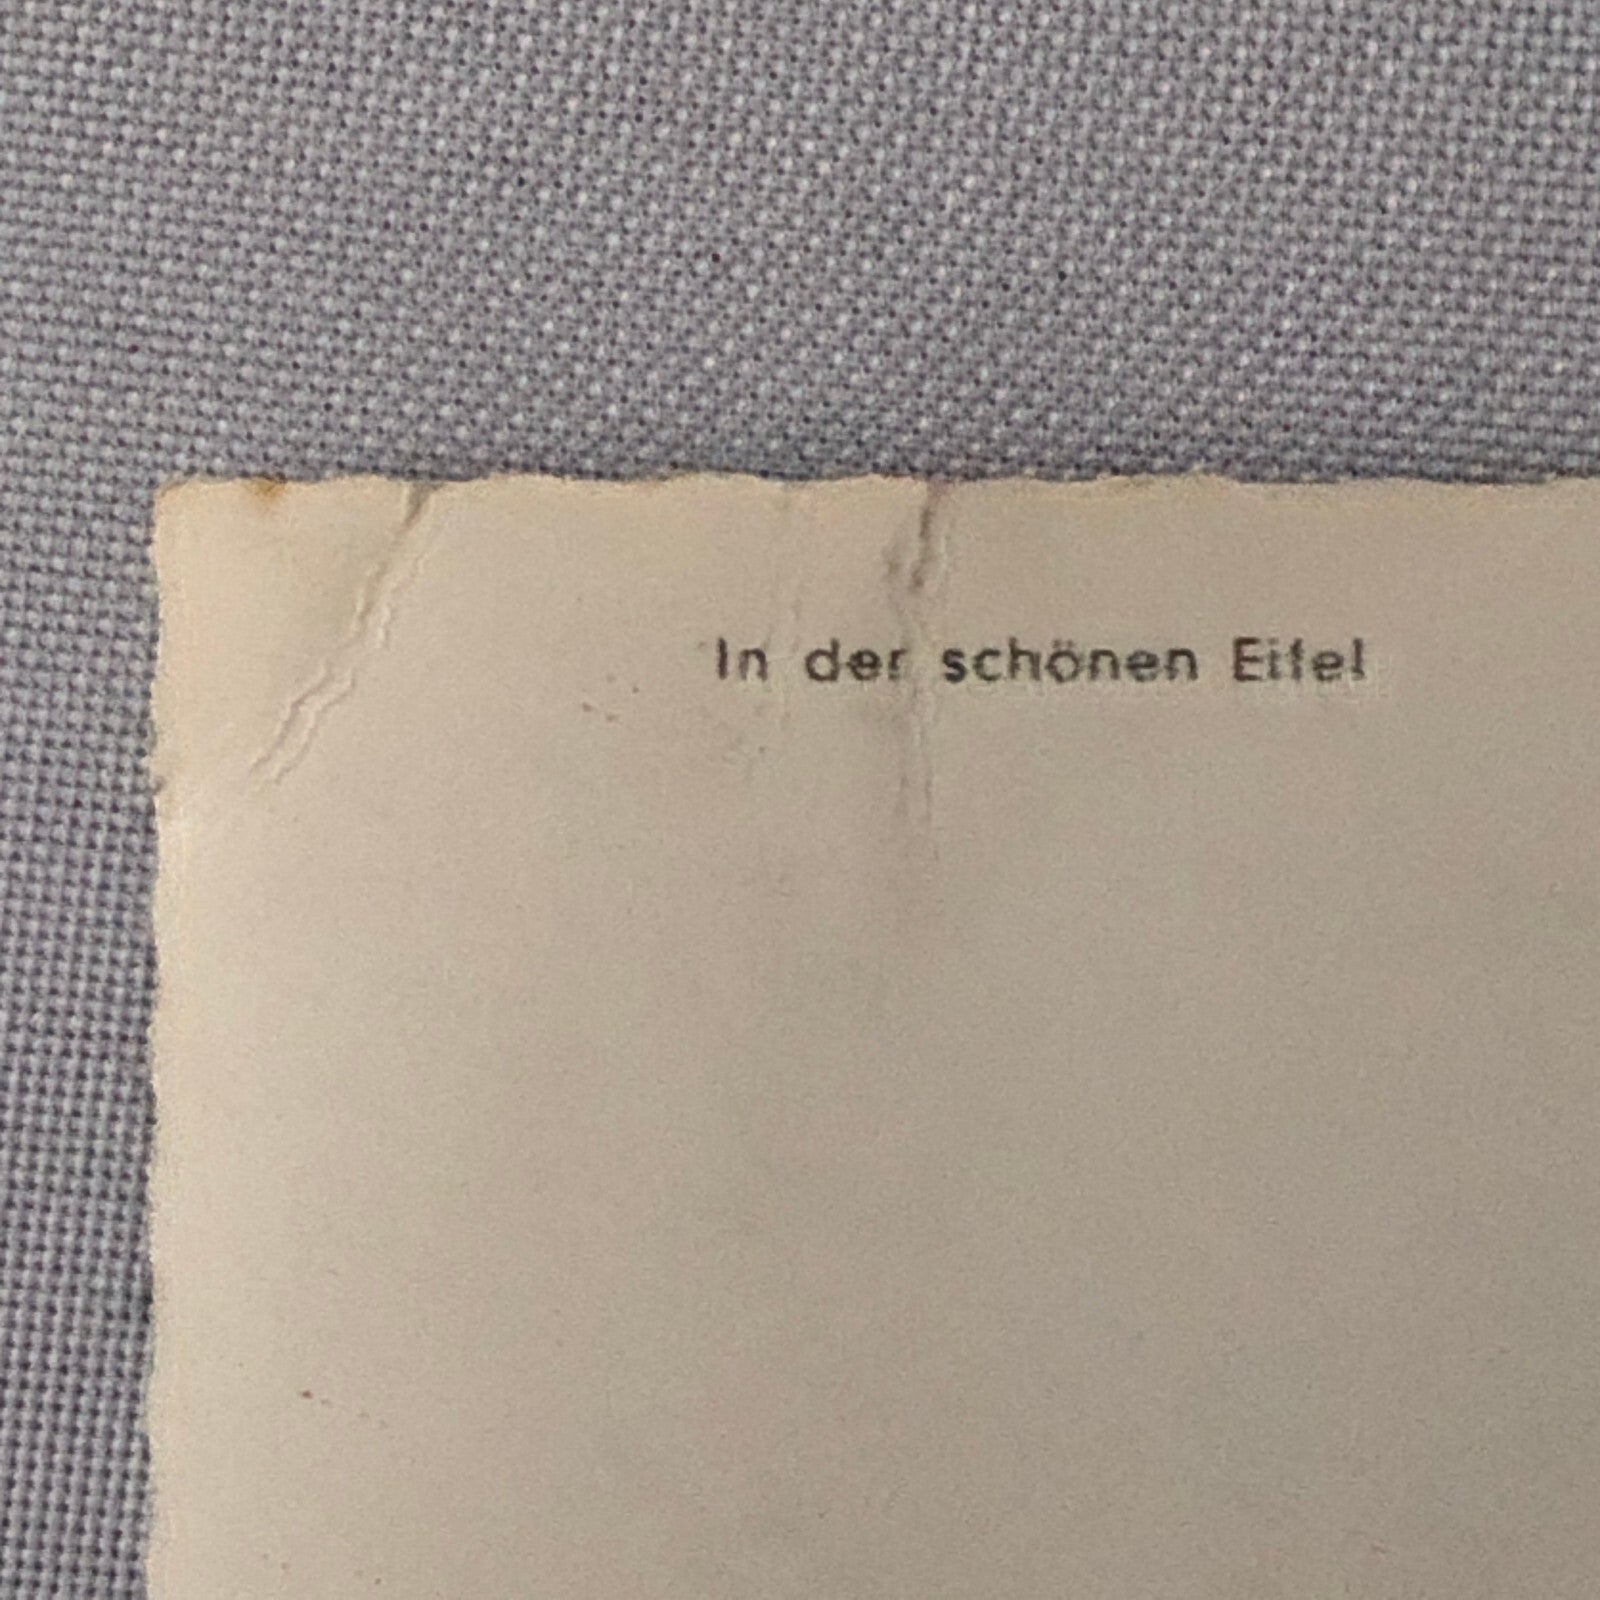 In der schönen Eifel